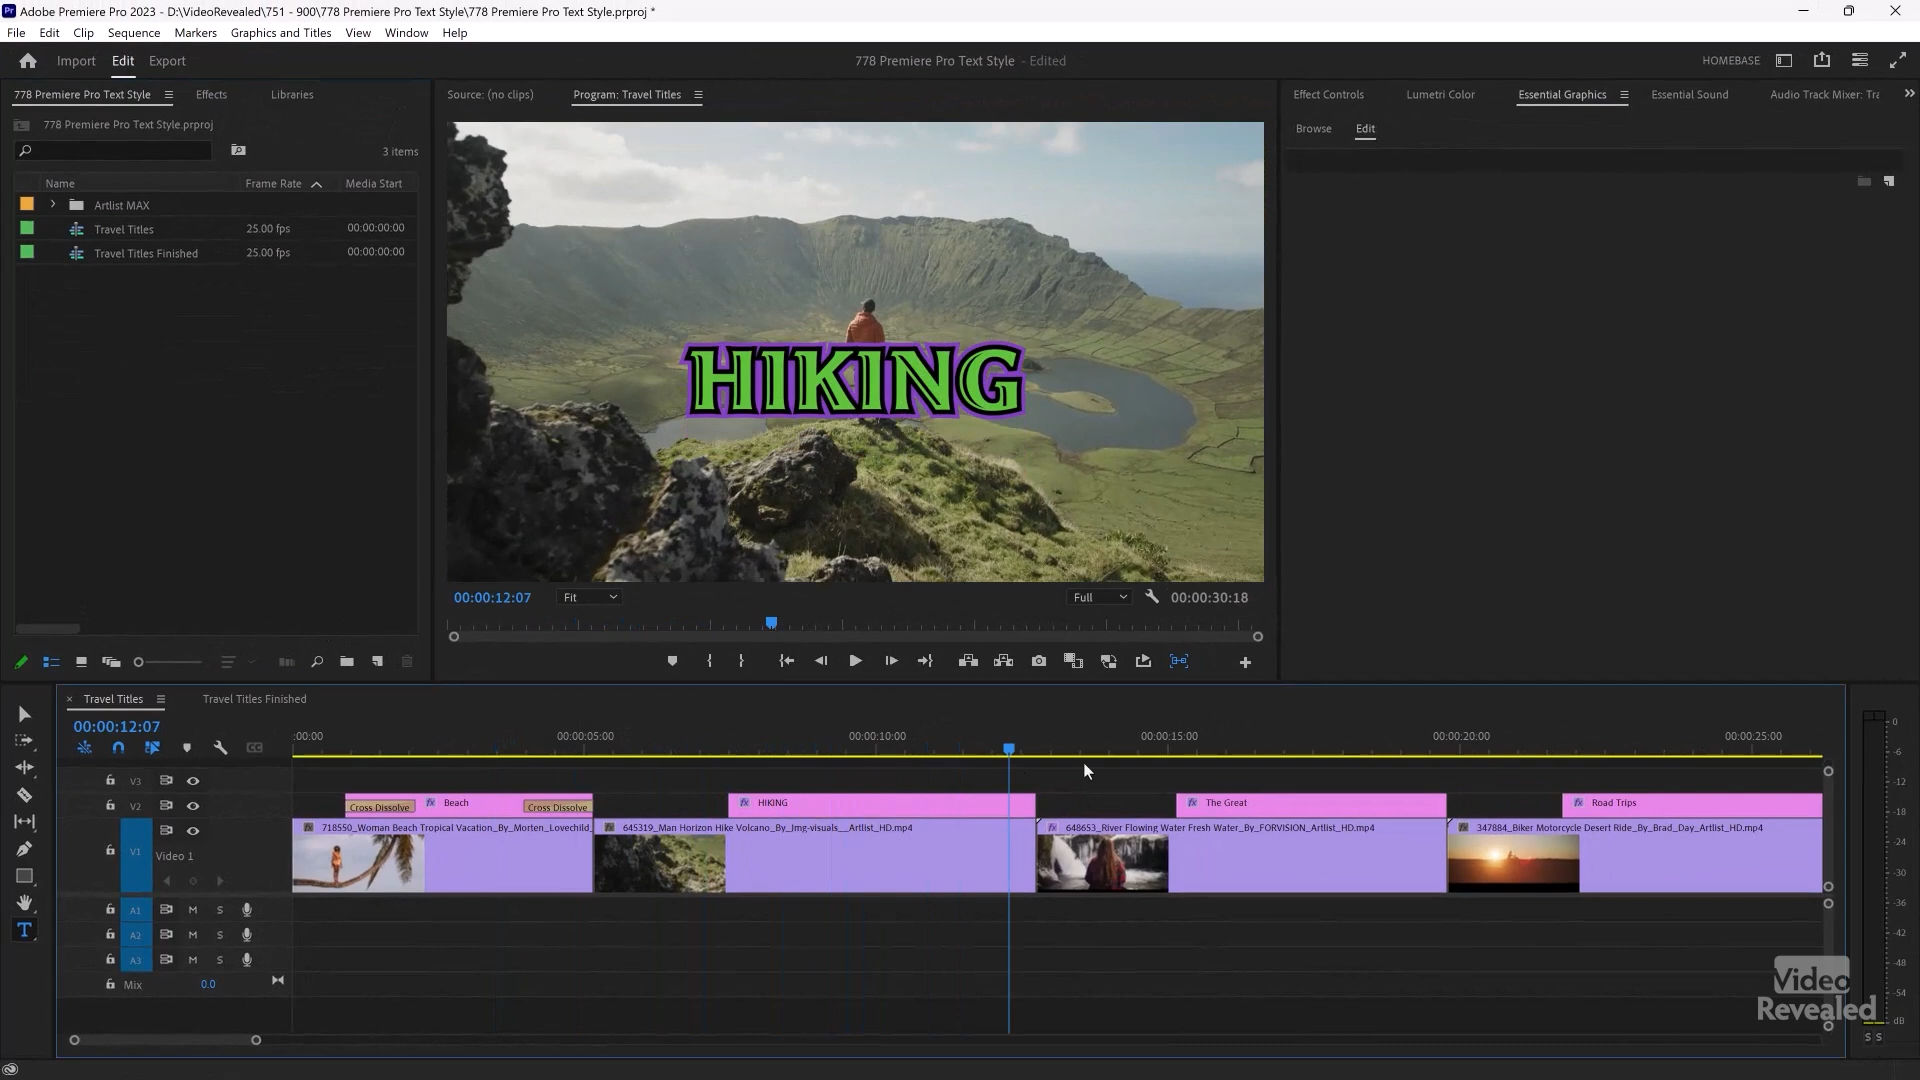 Adobe Premiere Pro 2023 - D:\VideoRevealed\751 - 900\778 Premiere Pro Text Style\778 Premiere Pro Text Style.prproj *
File Edit Clip Sequence Markers Graphics and Titles View Window Help
Import Edit Export
778 Premiere Pro Text Style - Edited
HOMEBASE
778 Premiere Pro Text Style Effects Libraries
Source: (no clips) Program: Travel Titles
Effect Controls Lumetri Color Essential Graphics Essential Sound Audio Track Mixer: Tra
778 Premiere Pro Text Style.prproj
Browse Edit
3 items
Name Frame Rate Media Start
Artlist MAX
Travel Titles 25.00 fps 00:00:00:00
Travel Titles Finished 25.00 fps 00:00:00:00
HIKING
00:00:12:07 Fit Full 00:00:30:18
Travel Titles Travel Titles Finished
00:00:12:07
:00:00 00:00:05:00 00:00:10:00 00:00:15:00 00:00:20:00 00:00:25:00
V3
V2 Cross Dissolve Beach Cross Dissolve HIKING The Great Road Trips
718550_Woman Beach Tropical Vacation_By_Morten_Lovechild_ 645319_Man Horizon Hike Volcano_By_Jmg-visuals__Artlist_HD.mp4 648653_River Flowing Water Fresh Water_By_FORVISION_Artlist_HD.mp4 347884_Biker Motorcycle Desert Ride_By_Brad_Day_Artlist_HD.mp4
V1 Video 1
A1 M S
A2 M S
A3 M S
Mix 0.0
0
-6
-12
-18
-24
-30
-36
-42
-48
-54
dB
S S
Video
Revealed